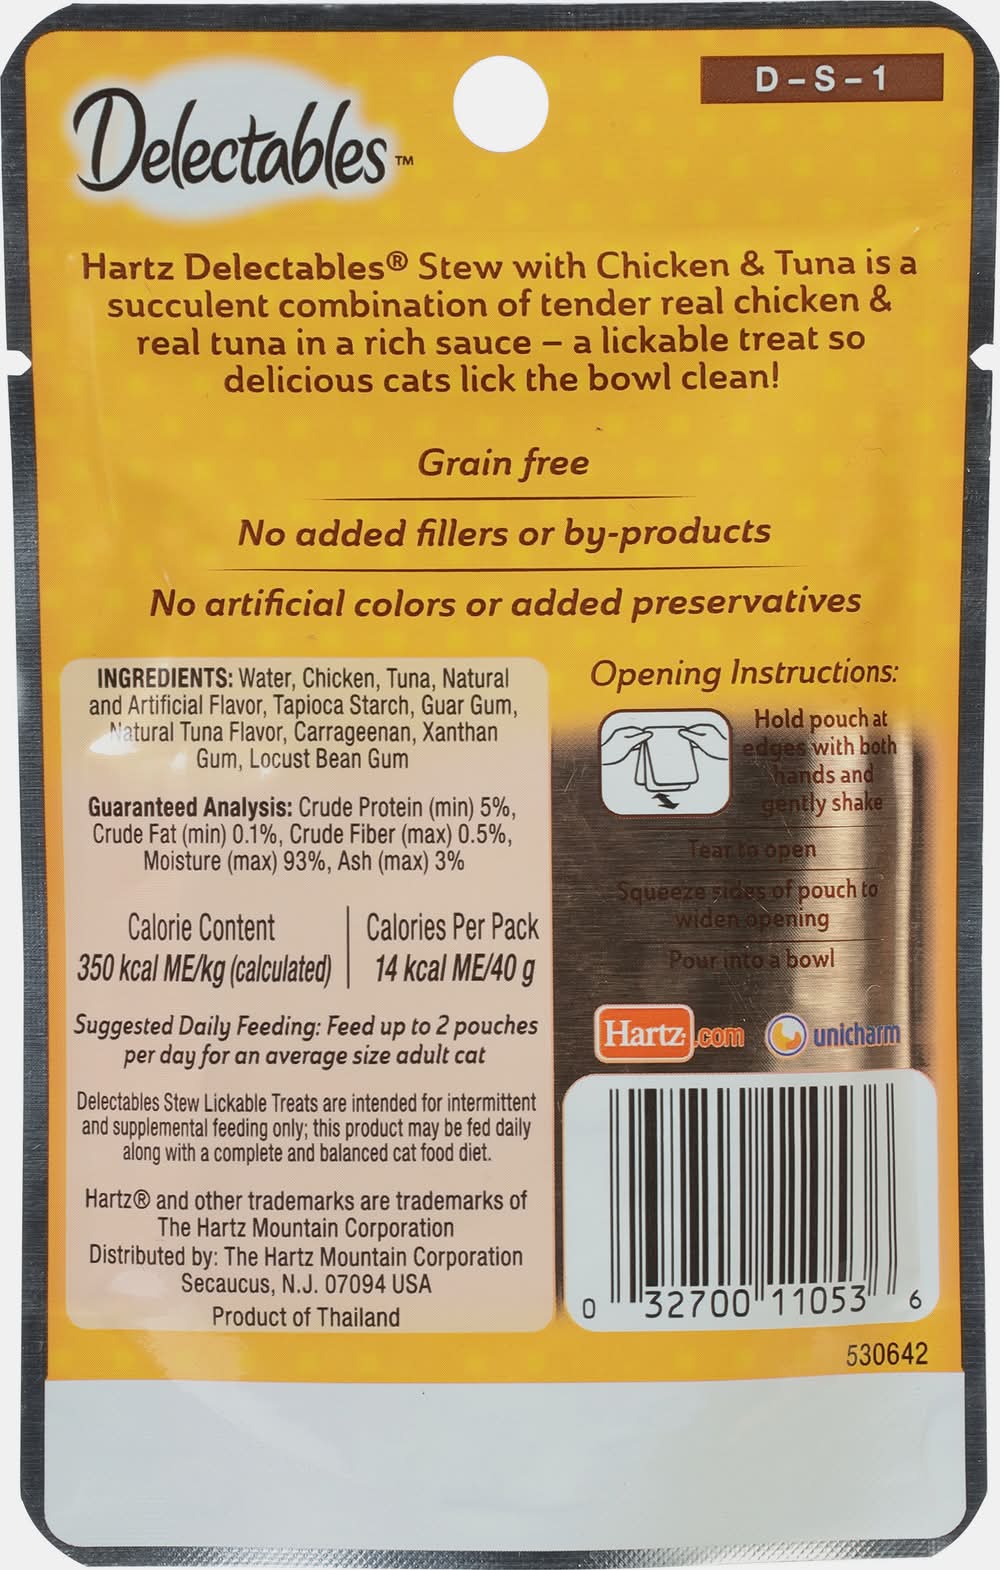 D-S-1
Delectables™
Hartz Delectables® Stew with Chicken & Tuna is a
succulent combination of tender real chicken &
real tuna in a rich sauce – a lickable treat so
delicious cats lick the bowl clean!
Grain free
No added fillers or by-products
No artificial colors or added preservatives
INGREDIENTS: Water, Chicken, Tuna, Natural
and Artificial Flavor, Tapioca Starch, Guar Gum,
Natural Tuna Flavor, Carrageenan, Xanthan
Gum, Locust Bean Gum
Guaranteed Analysis: Crude Protein (min) 5%,
Crude Fat (min) 0.1%, Crude Fiber (max) 0.5%,
Moisture (max) 93%, Ash (max) 3%
Calorie Content
350 kcal ME/kg (calculated)
Calories Per Pack
14 kcal ME/40 g
Suggested Daily Feeding: Feed up to 2 pouches
per day for an average size adult cat
Delectables Stew Lickable Treats are intended for intermittent
and supplemental feeding only; this product may be fed daily
along with a complete and balanced cat food diet.
Hartz® and other trademarks are trademarks of
The Hartz Mountain Corporation
Distributed by: The Hartz Mountain Corporation
Secaucus, N.J. 07094 USA
Product of Thailand
Opening Instructions:
Hold pouch at
edges with both
hands and
gently shake
Tear to open
Squeeze sides of pouch to
widen opening
Pour into a bowl
Hartz.com
unicharm
0 32700 11053 6
530642